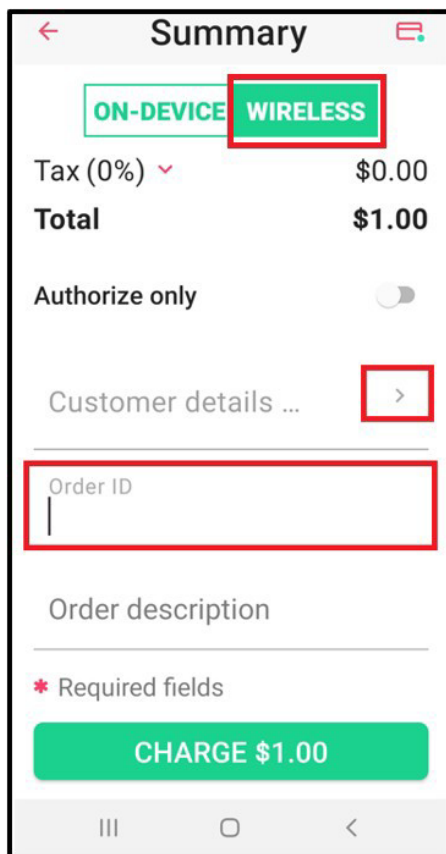 Summary
ON-DEVICE WIRELESS
Tax (0%) $0.00
Total $1.00
Authorize only
Customer details ...
Order ID
Order description
* Required fields
CHARGE $1.00